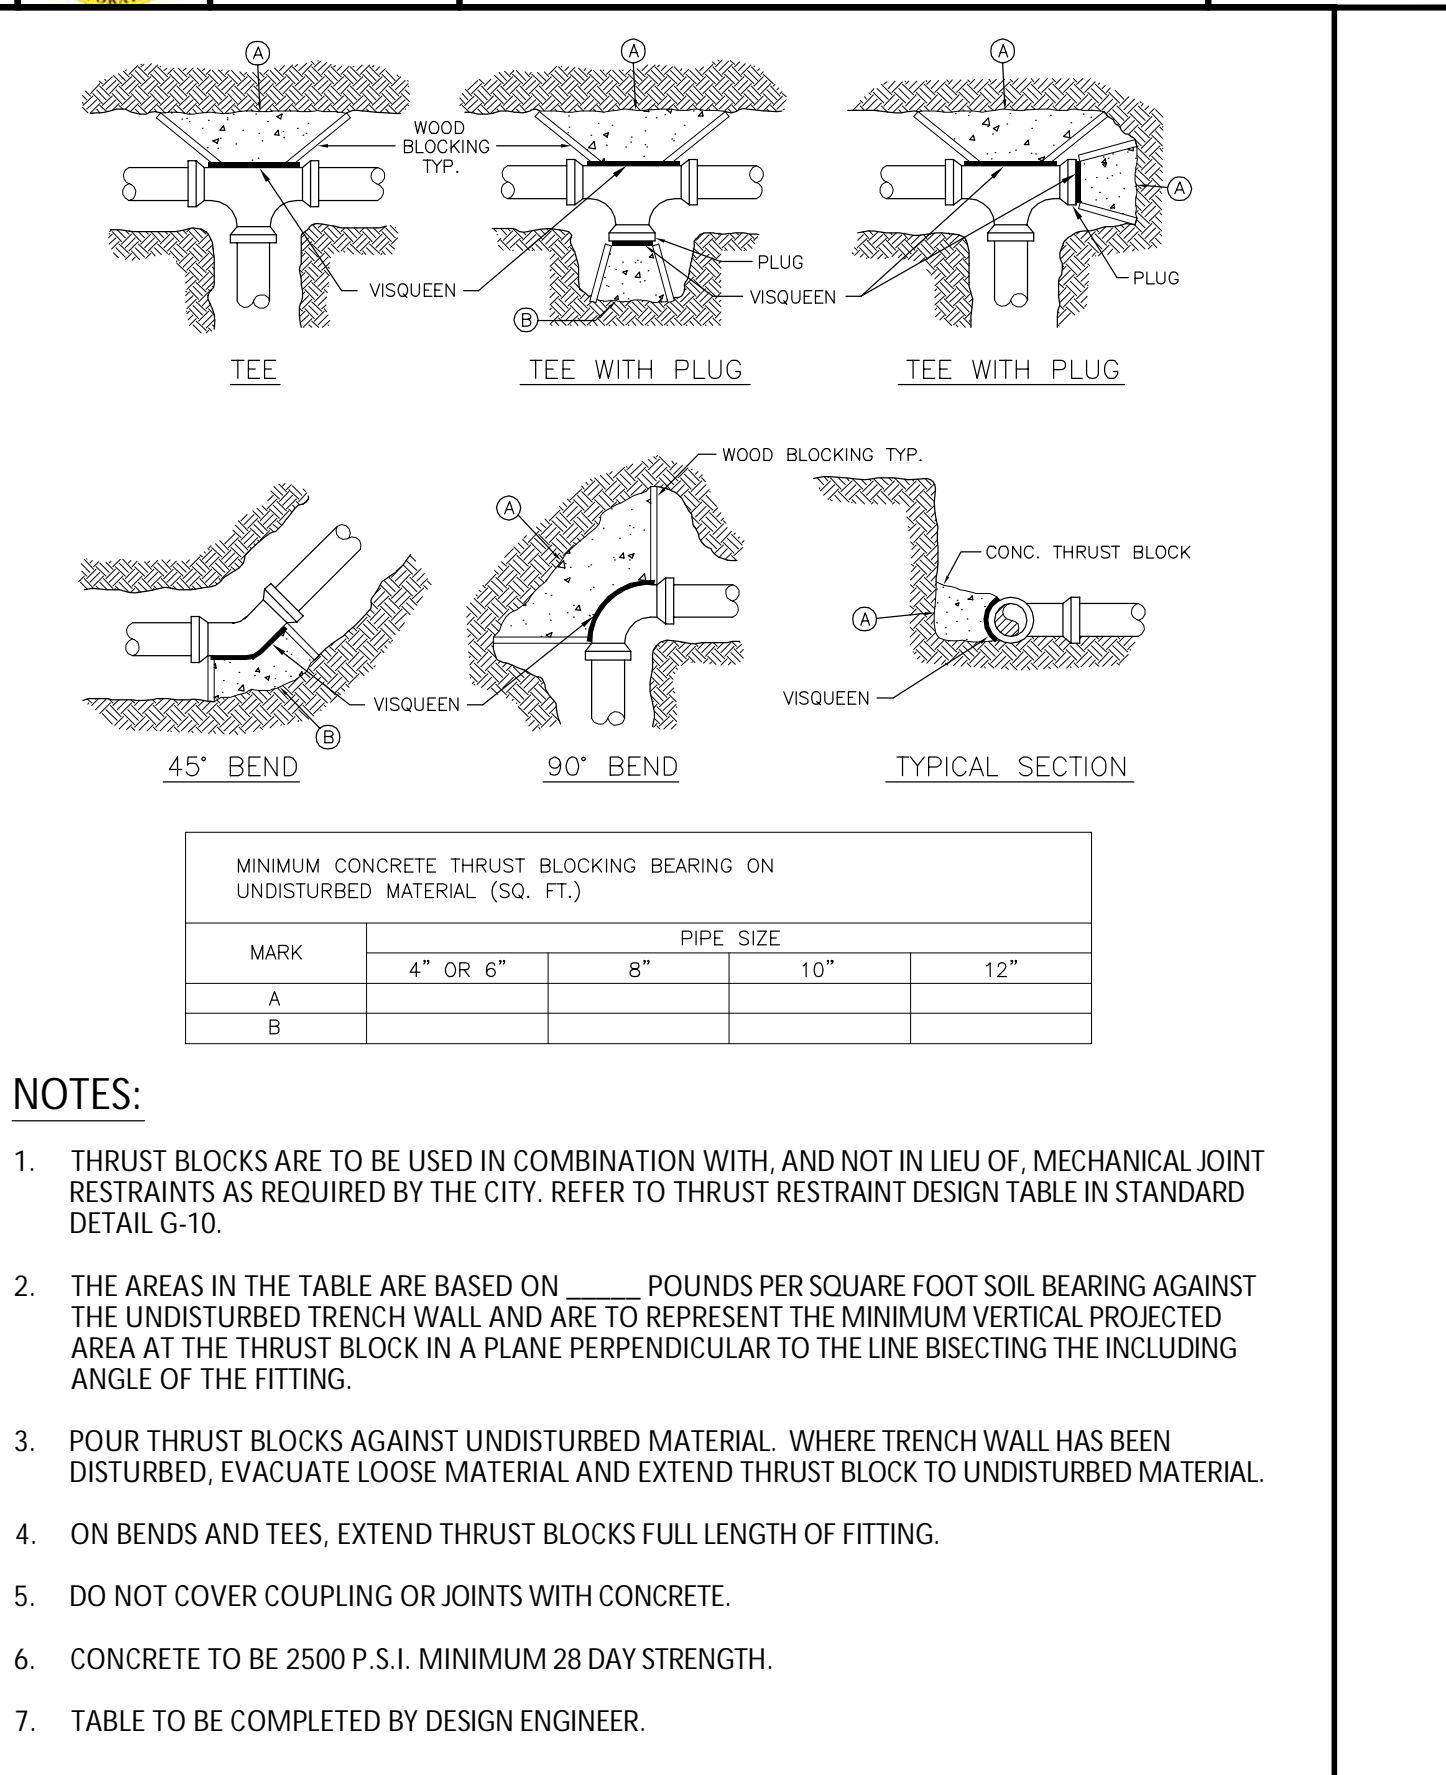 A
A
A
WOOD
BLOCKING
TYP.
A
PLUG
PLUG
VISQUEEN
VISQUEEN
B
TEE
TEE WITH PLUG
TEE WITH PLUG
WOOD BLOCKING TYP.
A
CONC. THRUST BLOCK
A
VISQUEEN
VISQUEEN
B
45° BEND
90° BEND
TYPICAL SECTION
MINIMUM CONCRETE THRUST BLOCKING BEARING ON
UNDISTURBED MATERIAL (SQ. FT.)
MARK
PIPE SIZE
4” OR 6” 8” 10” 12”
A
B
NOTES:
1. THRUST BLOCKS ARE TO BE USED IN COMBINATION WITH, AND NOT IN LIEU OF, MECHANICAL JOINT
RESTRAINTS AS REQUIRED BY THE CITY. REFER TO THRUST RESTRAINT DESIGN TABLE IN STANDARD
DETAIL G-10.
2. THE AREAS IN THE TABLE ARE BASED ON _____ POUNDS PER SQUARE FOOT SOIL BEARING AGAINST
THE UNDISTURBED TRENCH WALL AND ARE TO REPRESENT THE MINIMUM VERTICAL PROJECTED
AREA AT THE THRUST BLOCK IN A PLANE PERPENDICULAR TO THE LINE BISECTING THE INCLUDING
ANGLE OF THE FITTING.
3. POUR THRUST BLOCKS AGAINST UNDISTURBED MATERIAL. WHERE TRENCH WALL HAS BEEN
DISTURBED, EVACUATE LOOSE MATERIAL AND EXTEND THRUST BLOCK TO UNDISTURBED MATERIAL.
4. ON BENDS AND TEES, EXTEND THRUST BLOCKS FULL LENGTH OF FITTING.
5. DO NOT COVER COUPLING OR JOINTS WITH CONCRETE.
6. CONCRETE TO BE 2500 P.S.I. MINIMUM 28 DAY STRENGTH.
7. TABLE TO BE COMPLETED BY DESIGN ENGINEER.